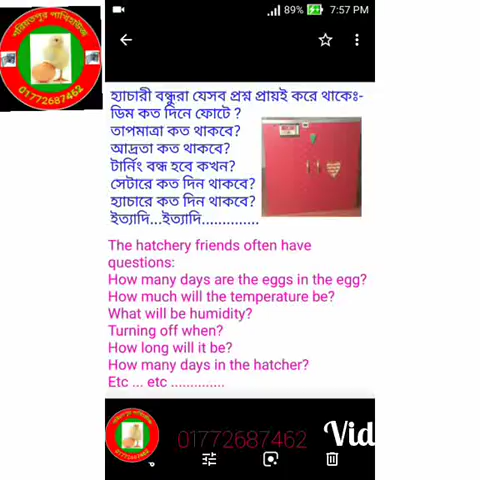 শরিয়তপুর পাখিহাউজ
01772687462
89% 7:57 PM
হ্যাচারী বন্ধুরা যেসব প্রশ্ন প্রায়ই করে থাকেঃ-
ডিম কত দিনে ফোটে ?
তাপমাত্রা কত থাকবে?
আদ্রতা কত থাকবে?
টার্নিং বন্ধ হবে কখন?
সেটারে কত দিন থাকবে?
হ্যাচারে কত দিন থাকবে?
ইত্যাদি...ইত্যাদি..............
The hatchery friends often have
questions:
How many days are the eggs in the egg?
How much will the temperature be?
What will be humidity?
Turning off when?
How long will it be?
How many days in the hatcher?
Etc ... etc .............
01772687462
Vid